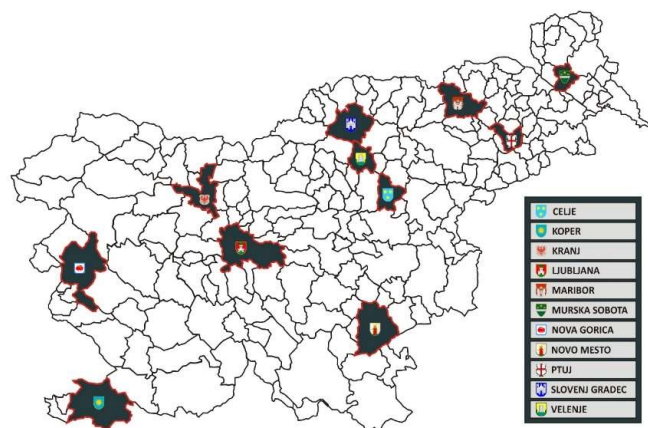 CELJE
KOPER
KRANJ
LJUBLJANA
MARIBOR
MURSKA SOBOTA
NOVA GORICA
NOVO MESTO
PTUJ
SLOVENJ GRADEC
VELENJE